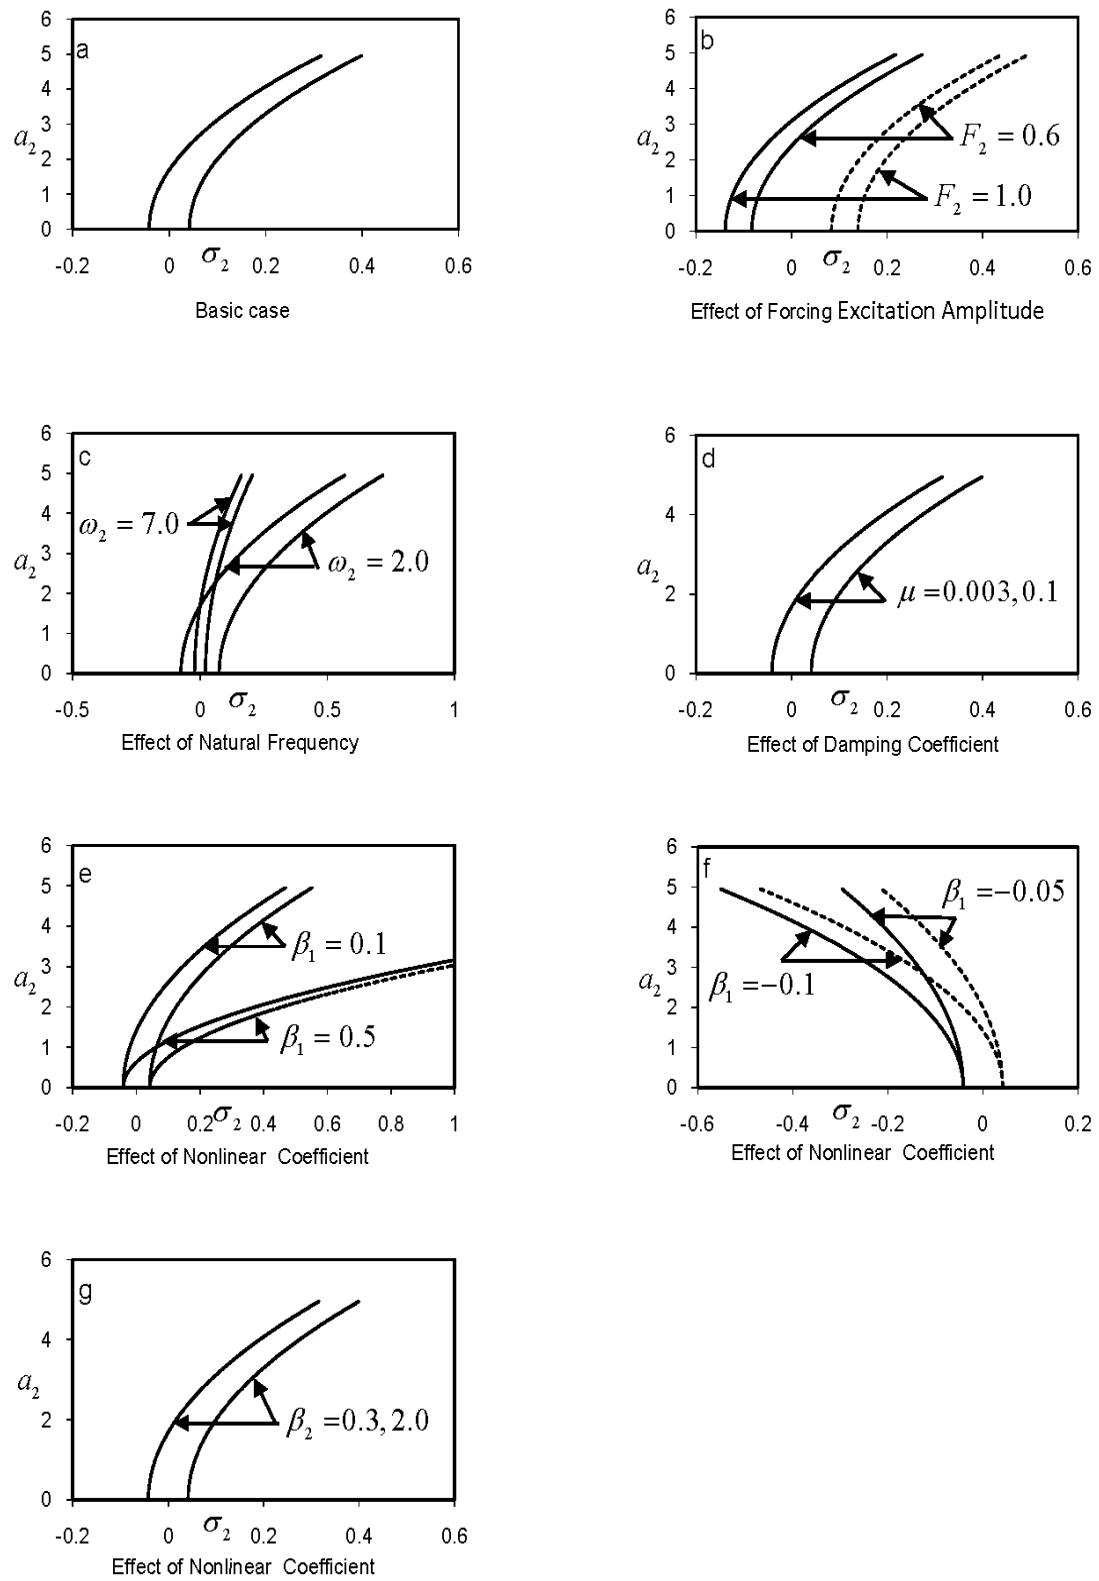 a
6
5
4
3
2
1
0
a₂
-0.2 0 σ₂ 0.2 0.4 0.6
Basic case
b
6
5
4
3
2
1
0
a₂
F₂ = 0.6
F₂ = 1.0
-0.2 0 σ₂ 0.2 0.4 0.6
Effect of Forcing Excitation Amplitude
c
6
5
4
3
2
1
0
a₂
ω₂ = 7.0
ω₂ = 2.0
-0.5 0 σ₂ 0.5 1
Effect of Natural Frequency
d
6
4
2
0
a₂
μ =0.003,0.1
-0.2 0 σ₂ 0.2 0.4 0.6
Effect of Damping Coefficient
e
6
5
4
3
2
1
0
a₂
β₁ = 0.1
β₁ = 0.5
-0.2 0 0.2 σ₂ 0.4 0.6 0.8 1
Effect of Nonlinear Coefficient
f
6
5
4
3
2
1
0
a₂
β₁ =-0.05
β₁ =-0.1
-0.6 -0.4 σ₂ -0.2 0 0.2
Effect of Nonlinear Coefficient
g
6
4
2
0
a₂
β₂ =0.3,2.0
-0.2 0 σ₂ 0.2 0.4 0.6
Effect of Nonlinear Coefficient